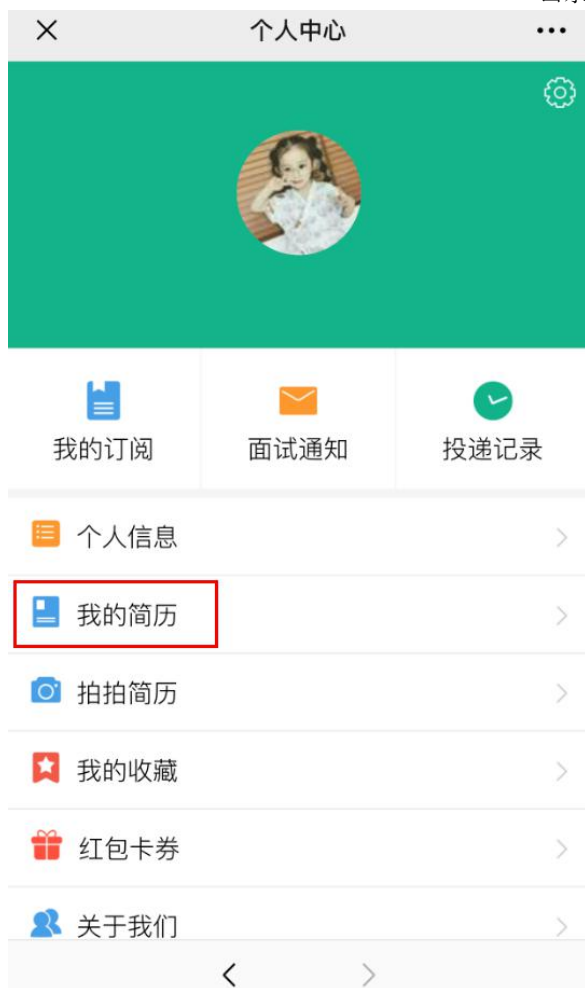 个人中心
我的订阅
面试通知
投递记录
个人信息
我的简历
拍拍简历
我的收藏
红包卡券
关于我们